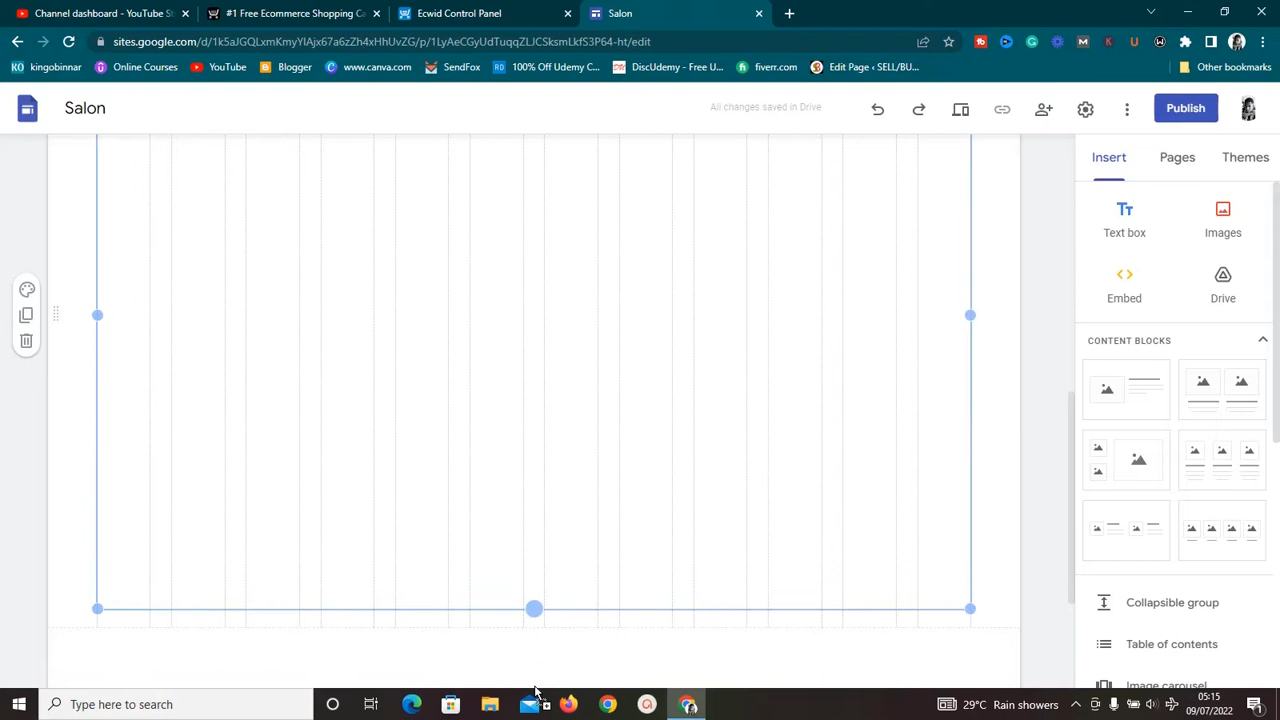 Channel dashboard - YouTube St
#1 Free Ecommerce Shopping Ca
Ecwid Control Panel
Salon
sites.google.com/d/1k5aJGQLxmKmyYIAjx67a6zZh4xHhUvZG/p/1LyAeCGyUdTuqqZLJCSksmLkfS3P64-ht/edit
kingobinnar
Online Courses
YouTube
Blogger
www.canva.com
SendFox
100% Off Udemy C...
DiscUdemy - Free U...
fiverr.com
Edit Page ‹ SELL/BU...
Other bookmarks
Salon
All changes saved in Drive
Publish
Insert
Pages
Themes
Text box
Images
Embed
Drive
CONTENT BLOCKS
Collapsible group
Table of contents
Image carousel
Type here to search
29°C Rain showers
05:15
09/07/2022